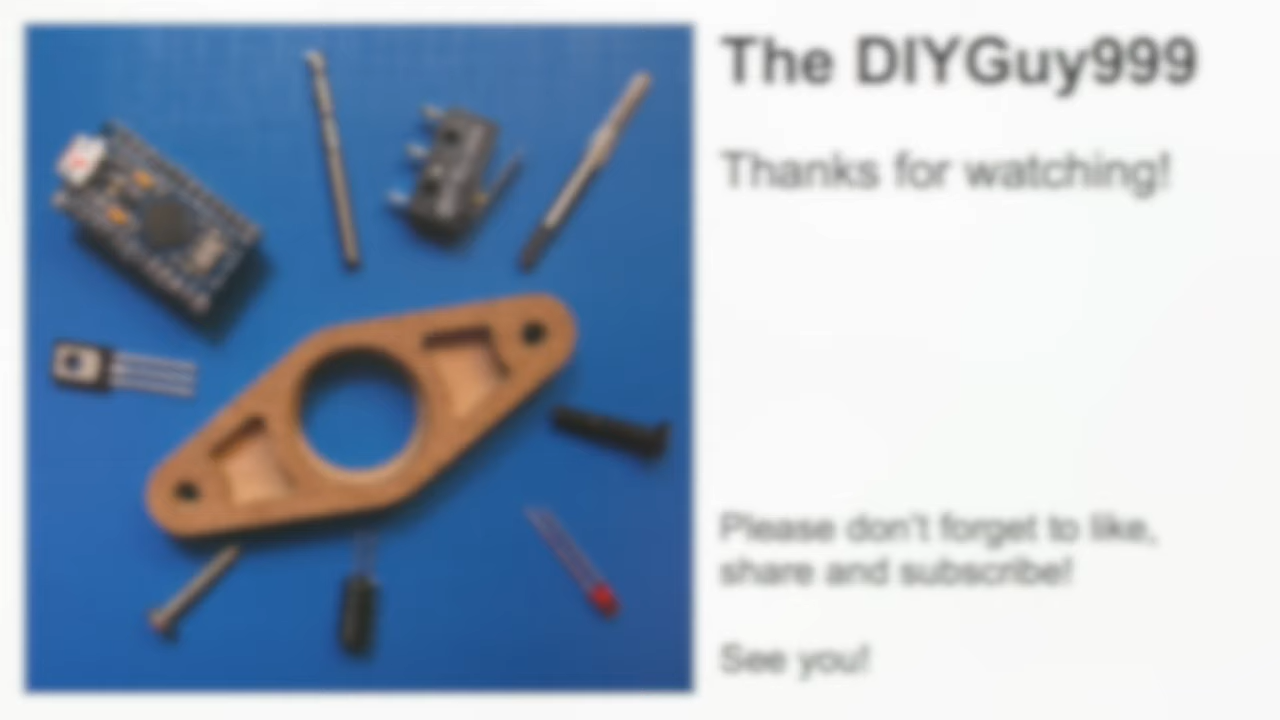 The DIYGuy999
Thanks for watching!
Please don't forget to like,
share and subscribe!
See you!